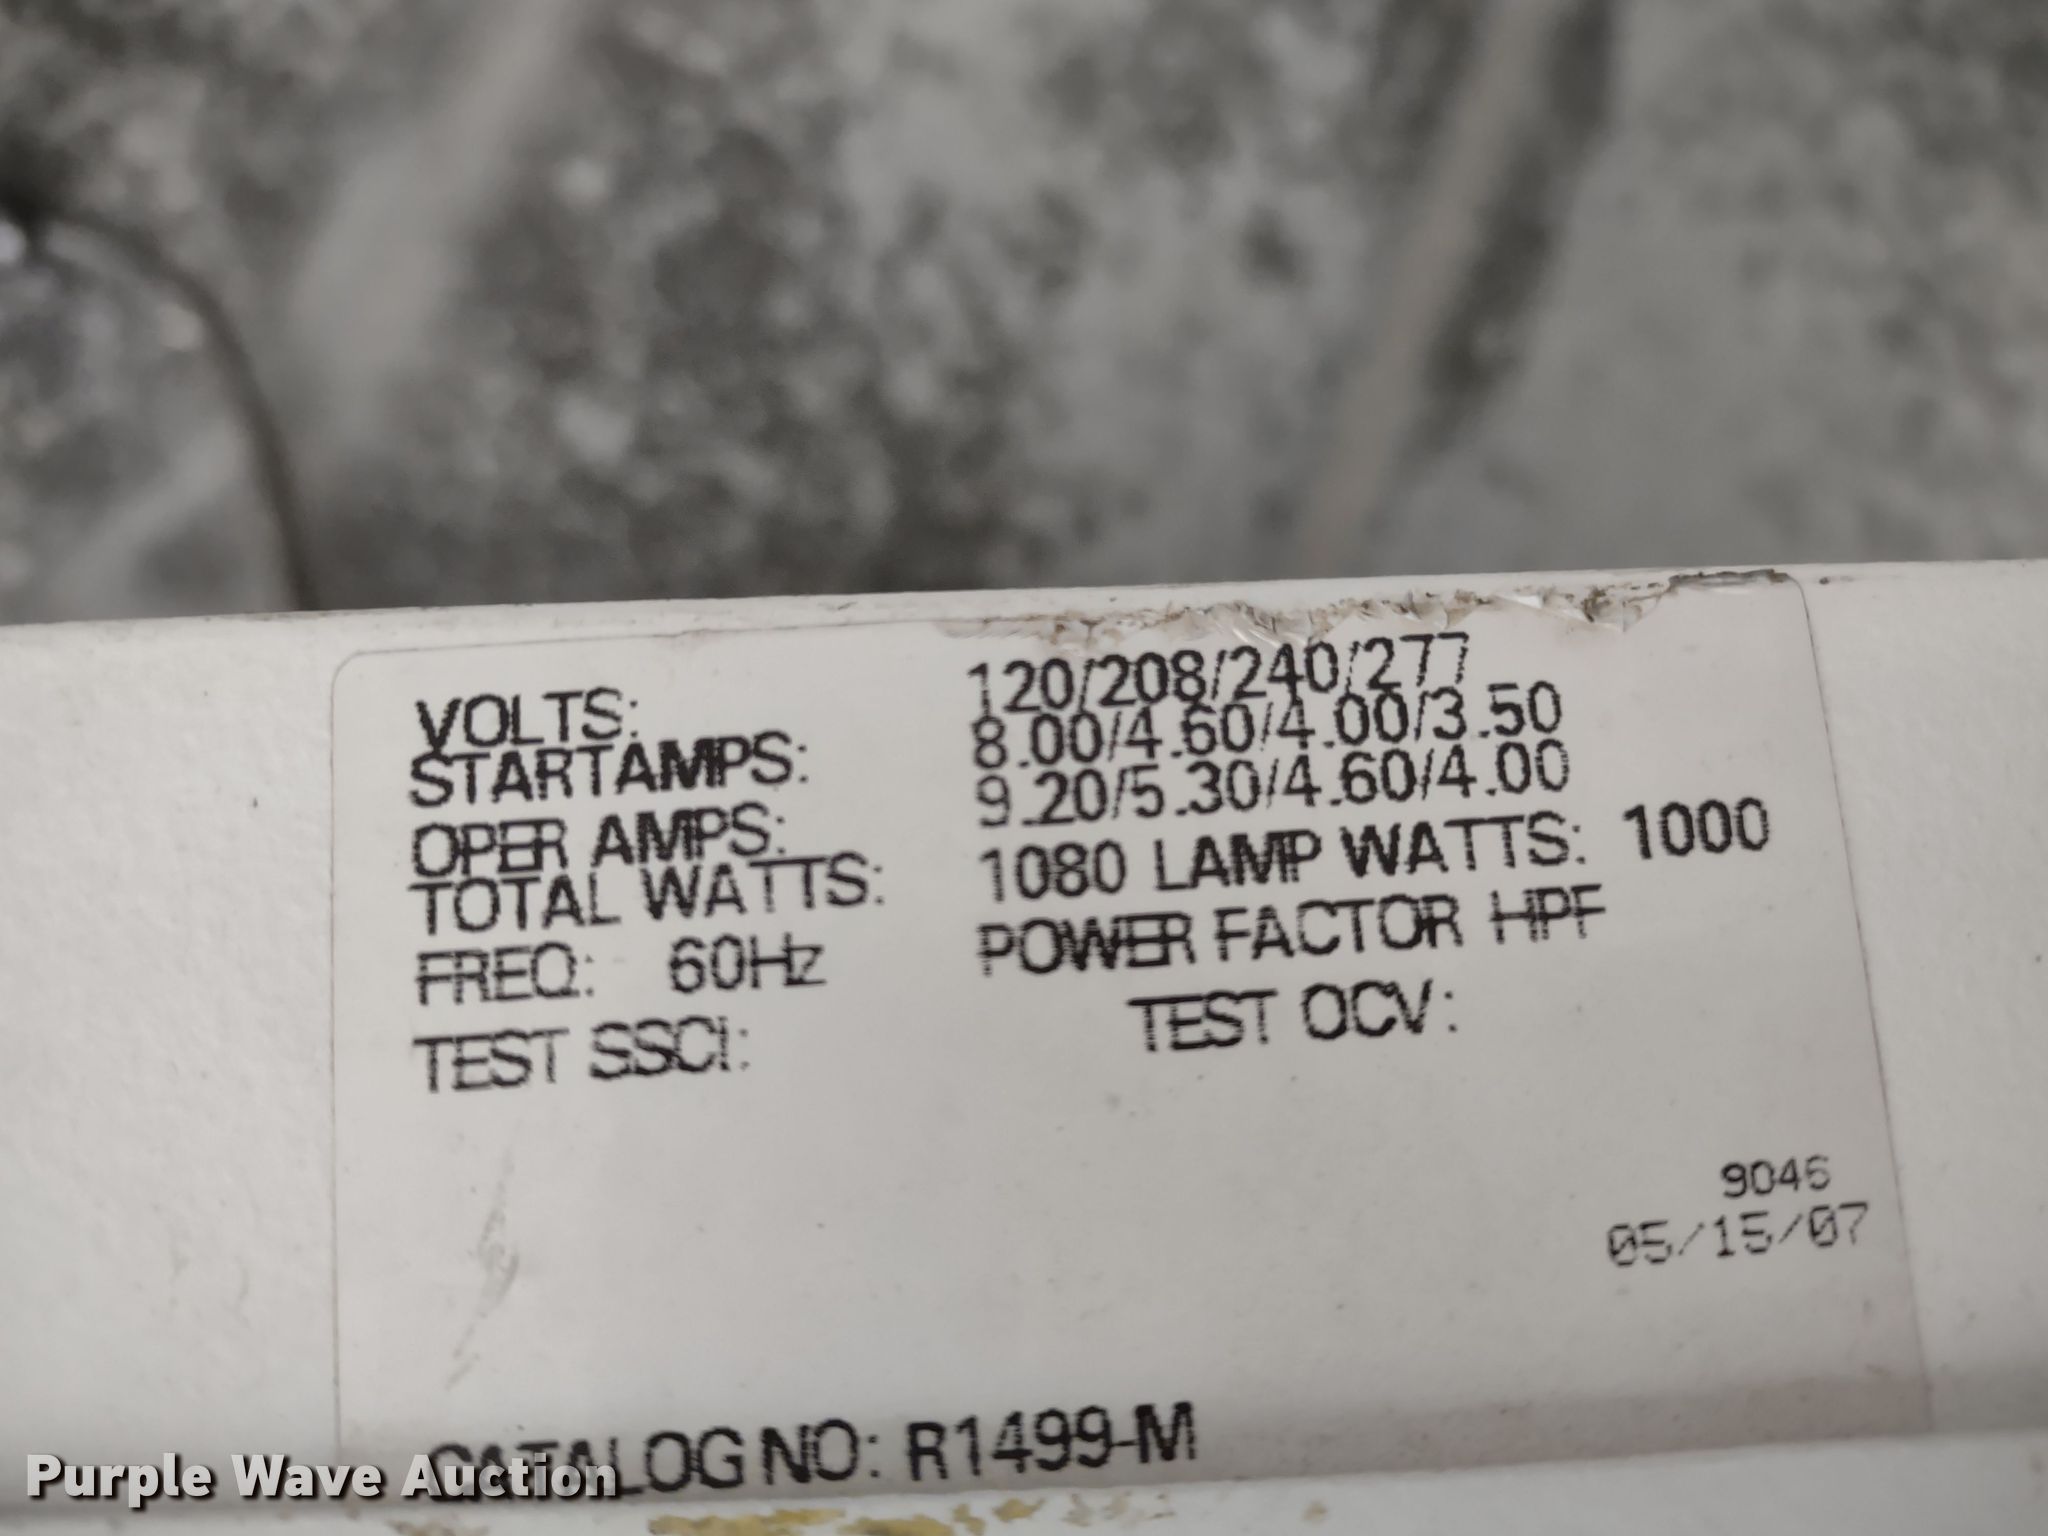 VOLTS: 120/208/240/277
STARTAMPS: 8.00/4.60/4.00/3.50
OPER AMPS: 9.20/5.30/4.60/4.00
TOTAL WATTS: 1080 LAMP WATTS: 1000
FREQ: 60Hz POWER FACTOR HPF
TEST SSCI: TEST OCV:
9046
05/15/07
CATALOG NO: R1499-M
Purple Wave Auction